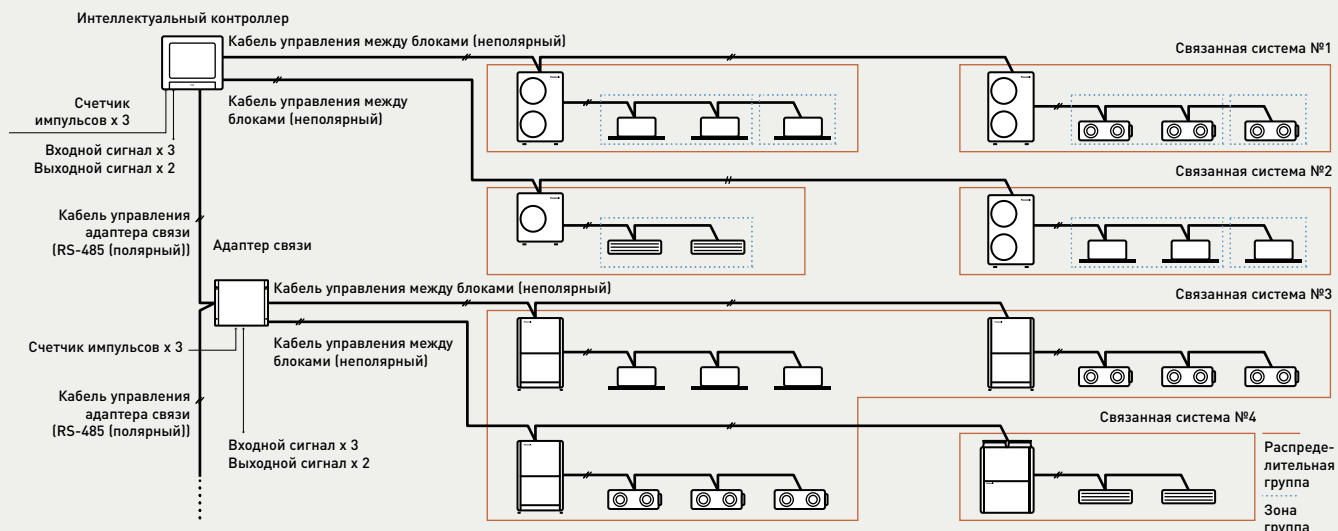 Интеллектуальный контроллер
Кабель управления между блоками (неполярный)
Связанная система №1
Счетчик
импульсов x 3
Кабель управления между
блоками (неполярный)
Входной сигнал x 3
Выходной сигнал x 2
Связанная система №2
Кабель управления
адаптера связи
(RS-485 (полярный))
Адаптер связи
Кабель управления между блоками (неполярный)
Связанная система №3
Счетчик импульсов x 3
Кабель управления между
блоками (неполярный)
Кабель управления
адаптера связи
(RS-485 (полярный))
Входной сигнал x 3
Выходной сигнал x 2
Связанная система №4
Распреде-
лительная
группа
Зона
группа